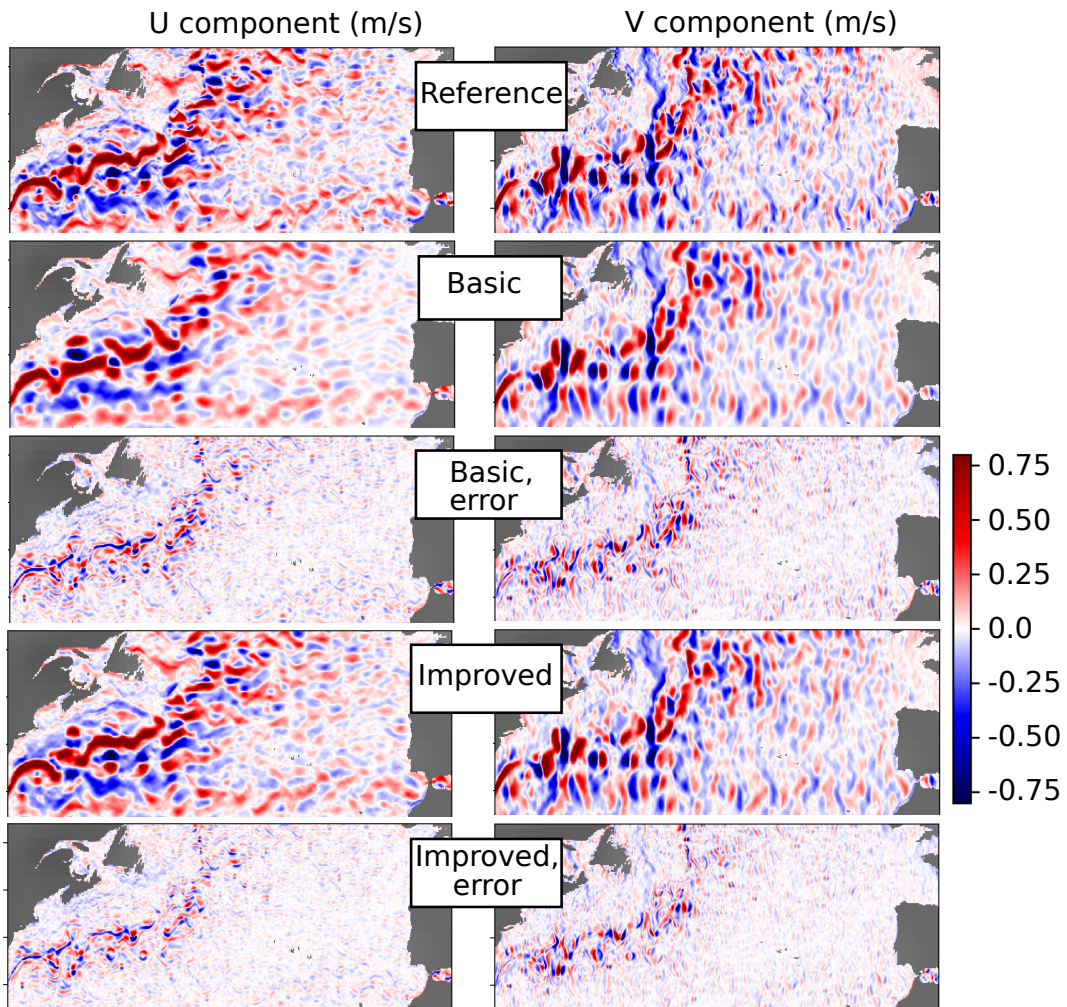 U component (m/s)
V component (m/s)
Reference
Basic
Basic,
error
Improved
Improved,
error
0.75
0.50
0.25
0.0
-0.25
-0.50
-0.75